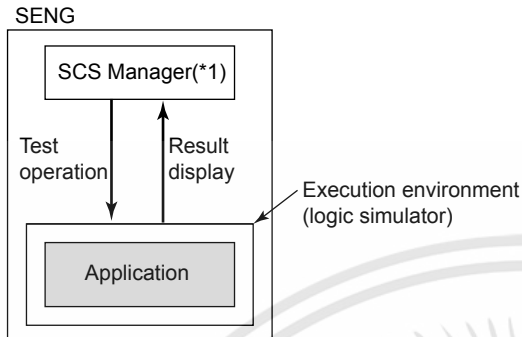 SENG
SCS Manager(*1)
Test
operation
Result
display
Execution environment
(logic simulator)
Application